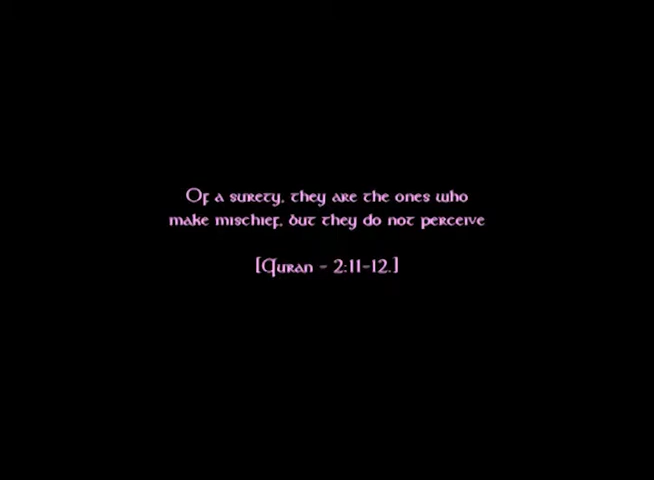 Of a surety, they are the ones who
make mischief, but they do not perceive
[Quran - 2:11-12.]